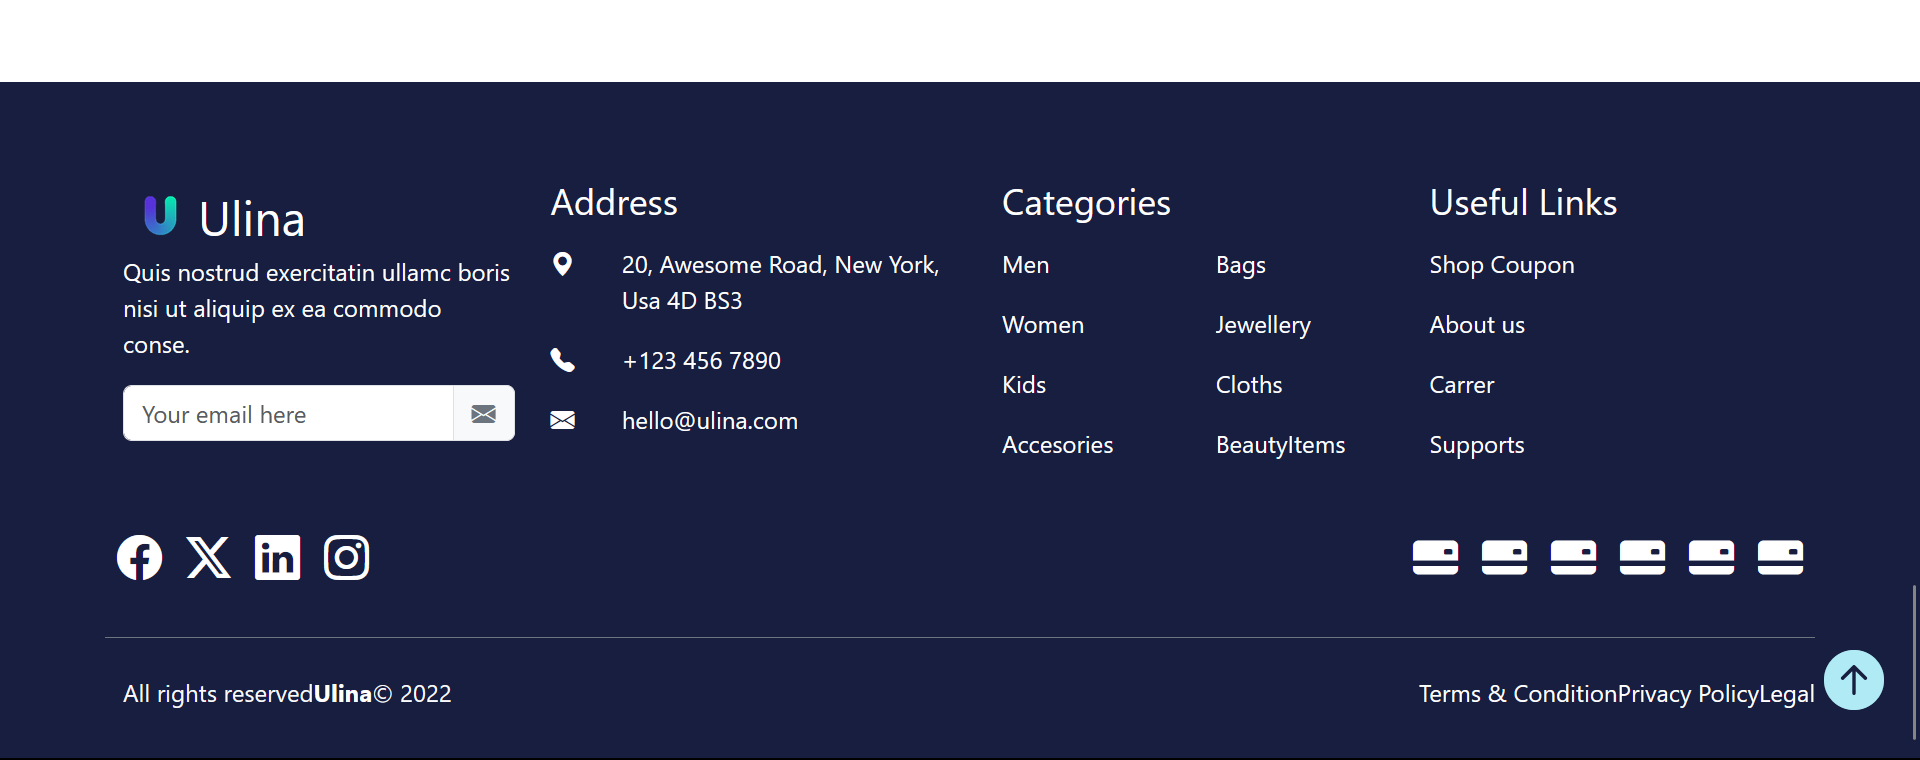 Ulina
Quis nostrud exercitatin ullamc boris
nisi ut aliquip ex ea commodo
conse.
Your email here
Address
20, Awesome Road, New York,
Usa 4D BS3
+123 456 7890
hello@ulina.com
Categories
Men
Women
Kids
Accesories
Bags
Jewellery
Cloths
BeautyItems
Useful Links
Shop Coupon
About us
Carrer
Supports
All rights reservedUlina© 2022
Terms & ConditionPrivacy PolicyLegal